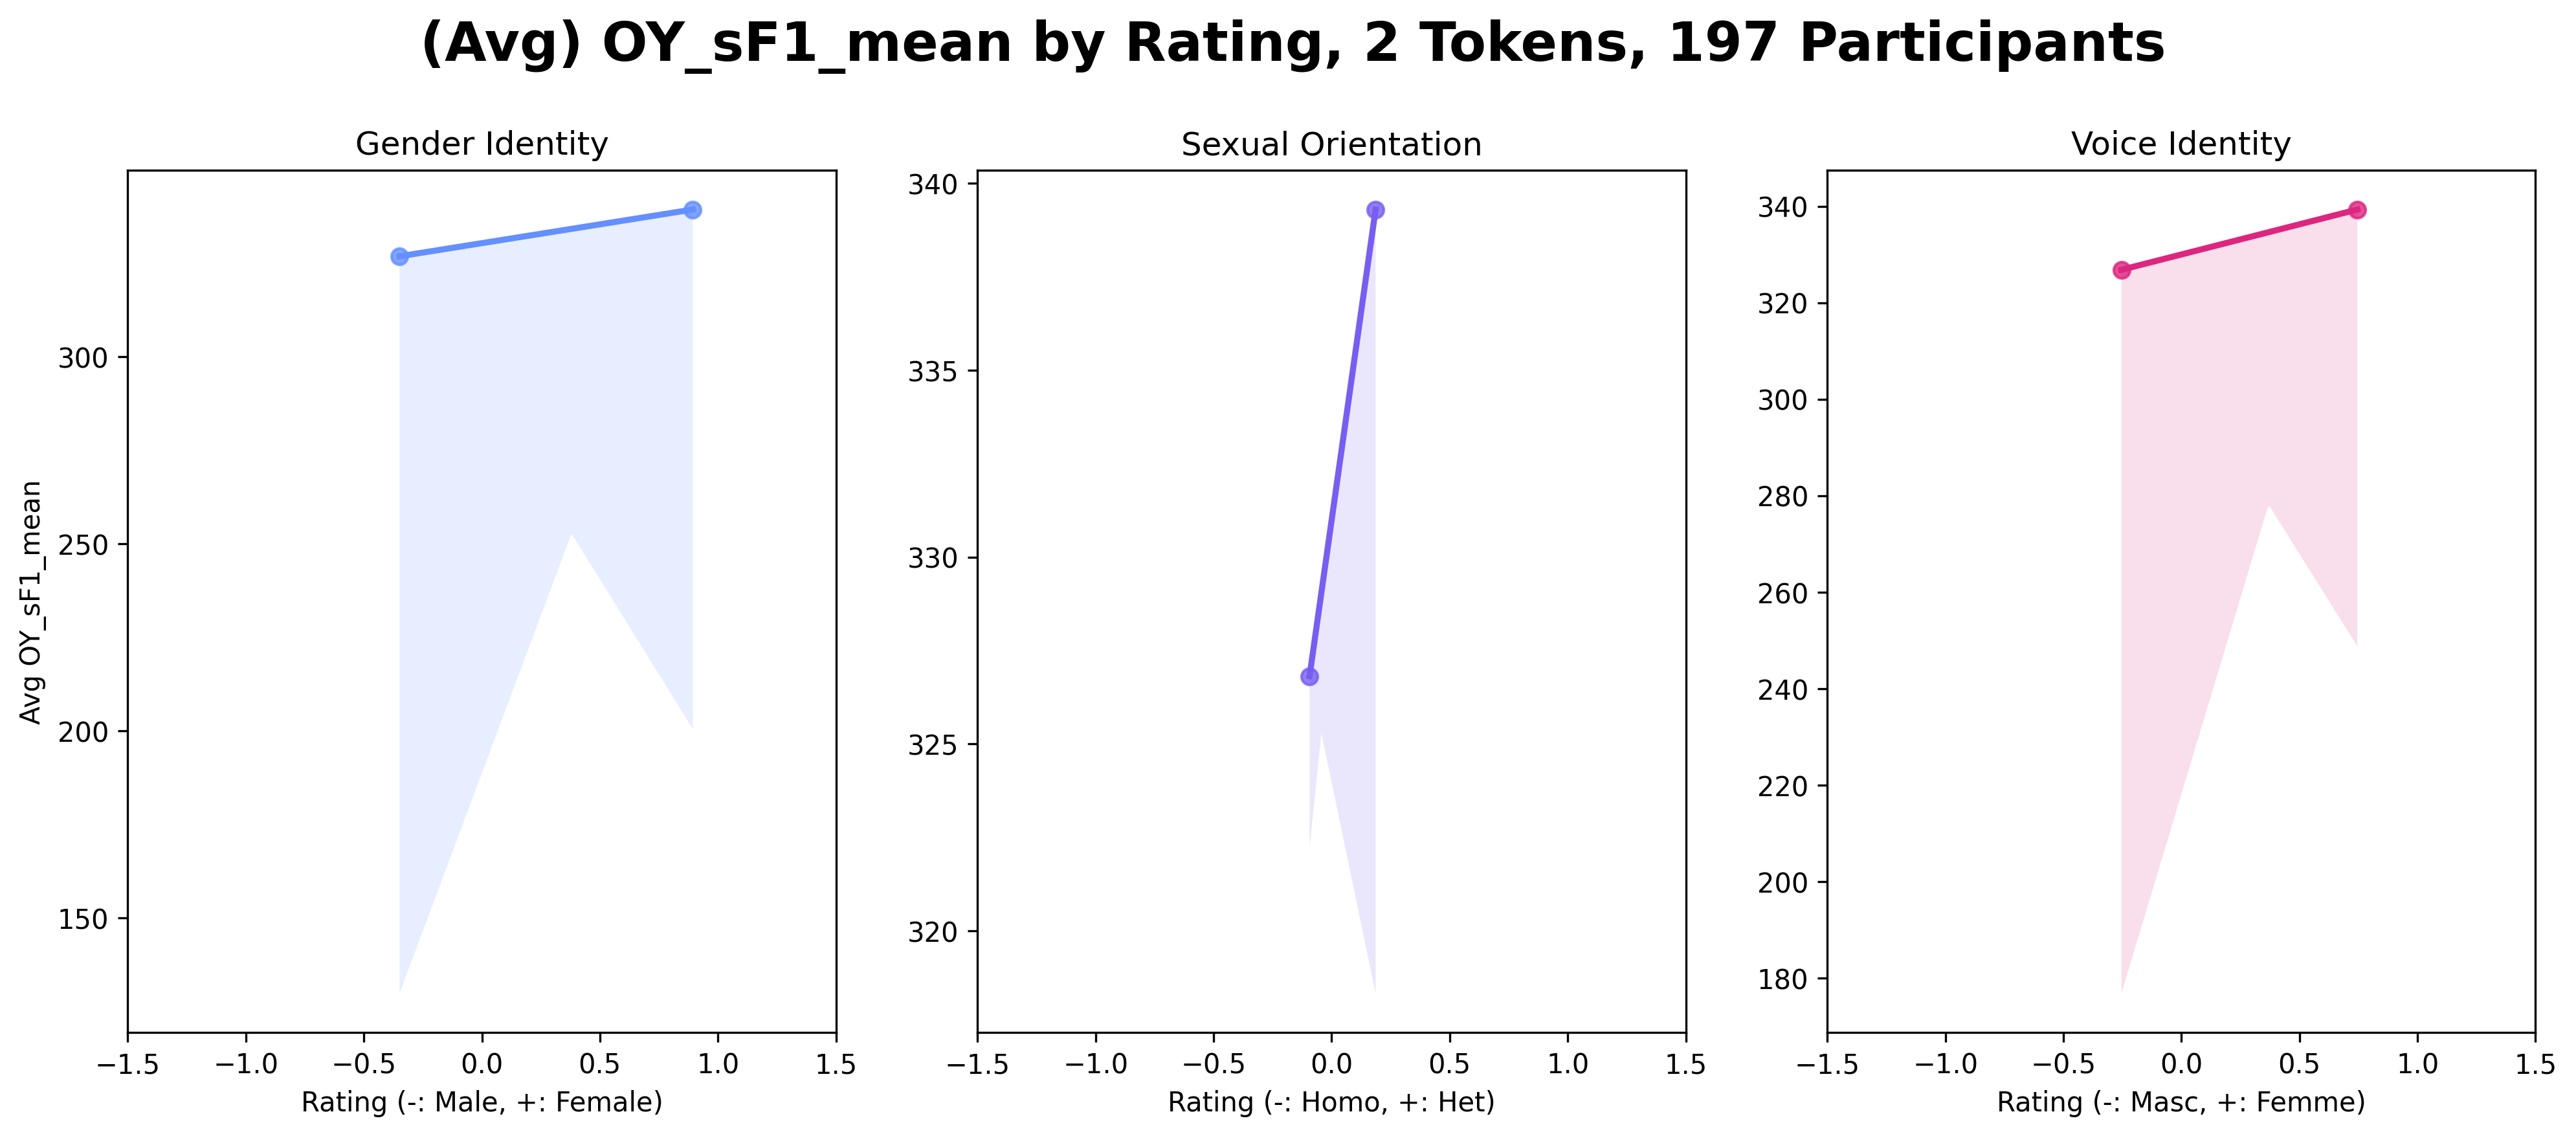 (Avg) OY_sF1_mean by Rating, 2 Tokens, 197 Participants
Gender Identity
Avg OY_sF1_mean
300
250
200
150
−1.5 −1.0 −0.5 0.0 0.5 1.0 1.5
Rating (-: Male, +: Female)
Sexual Orientation
340
335
330
325
320
−1.5 −1.0 −0.5 0.0 0.5 1.0 1.5
Rating (-: Homo, +: Het)
Voice Identity
340
320
300
280
260
240
220
200
180
−1.5 −1.0 −0.5 0.0 0.5 1.0 1.5
Rating (-: Masc, +: Femme)